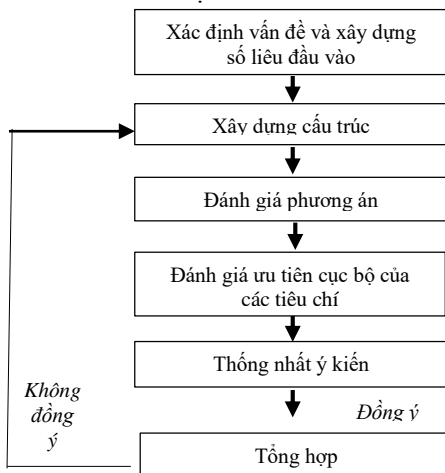 Xác định vấn đề và xây dựng
số liêu đầu vào
Xây dựng cấu trúc
Đánh giá phương án
Đánh giá ưu tiên cục bộ của
các tiêu chí
Thống nhất ý kiến
Không
đồng
ý
Đồng ý
Tổng hợp